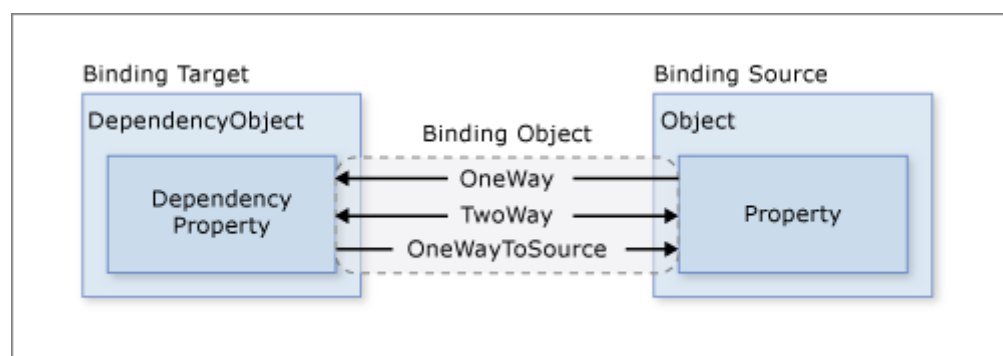 Binding Target
Binding Source
DependencyObject
Object
Binding Object
OneWay
Dependency
Property
TwoWay
Property
OneWayToSource